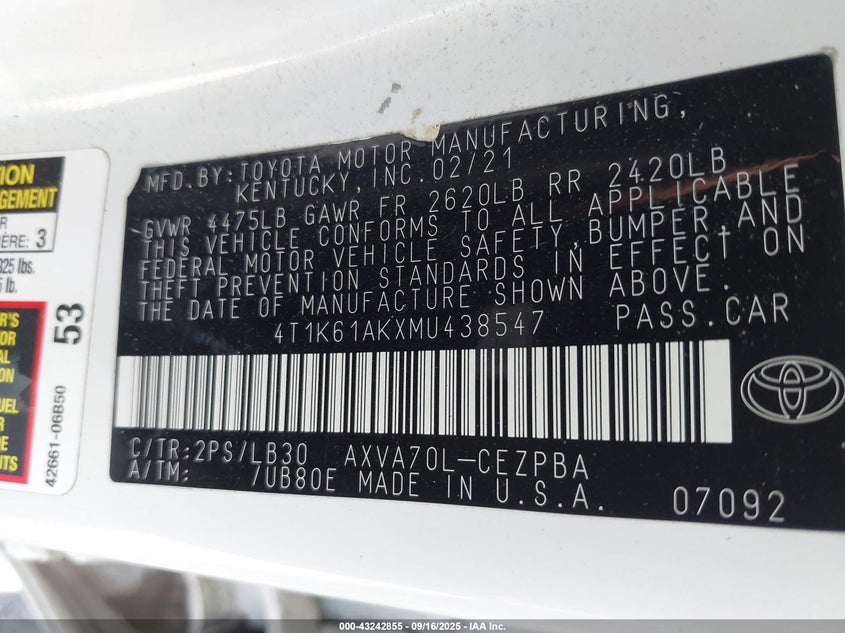 MFD.BY:TOYOTA MOTOR MANUFACTURING,
KENTUCKY, INC. 02/21
GVWR 4475LB GAWR FR 2620LB RR 2420LB
THIS VEHICLE CONFORMS TO ALL APPLICABLE
FEDERAL MOTOR VEHICLE SAFETY,BUMPER,AND
THEFT PREVENTION STANDARDS IN EFFECT ON
THE DATE OF MANUFACTURE SHOWN ABOVE.
4T1K61AKXMU438547 PASS.CAR
C/TR:2PS/LB30 AXVA70L-CEZPBA
A/TM: 7UB80E MADE IN U.S.A. 07092
3
lbs.
lb.
53
42661-06B50
000-43242855 - 09/16/2025 - IAA Inc.